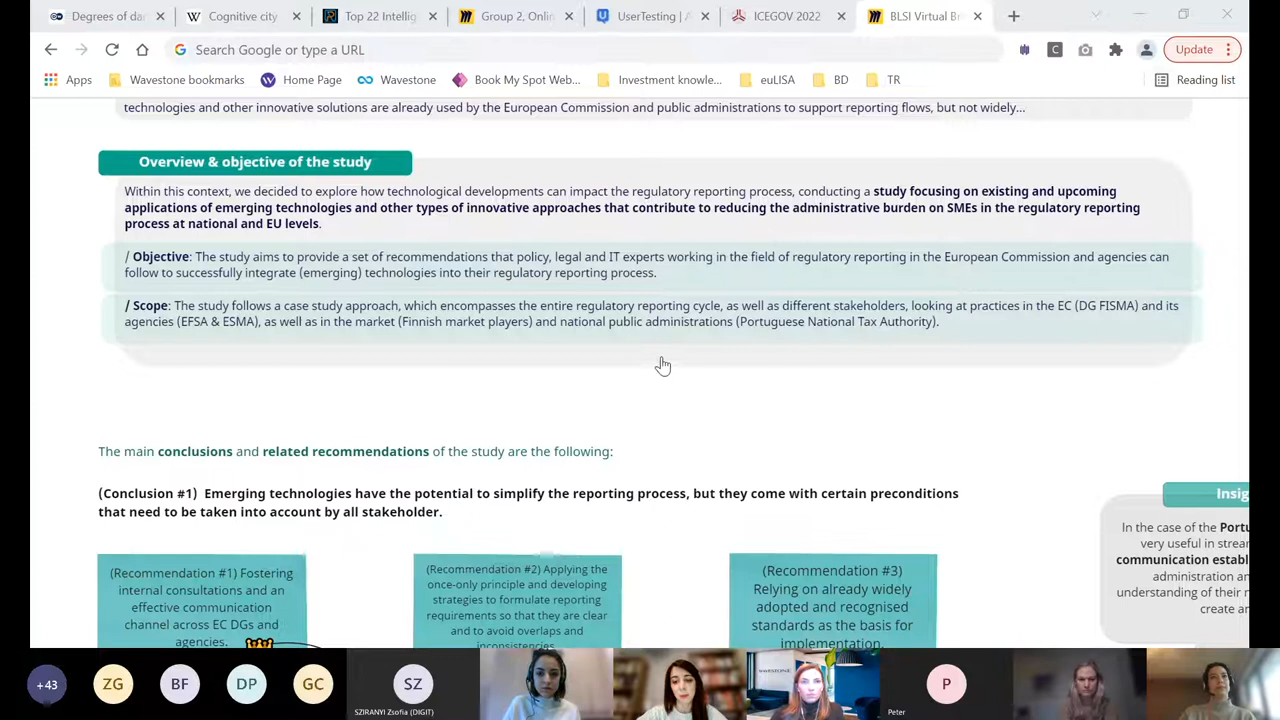 Degrees of da
Cognitive city
Top 22 Intellig
Group 2, Onlin
UserTesting | A
ICEGOV 2022
BLSI Virtual Br
Search Google or type a URL
Update
Apps
Wavestone bookmarks
Home Page
Wavestone
Book My Spot Web...
Investment knowle...
euLISA
BD
TR
Reading list
technologies and other innovative solutions are already used by the European Commission and public administrations to support reporting flows, but not widely...
Overview & objective of the study
Within this context, we decided to explore how technological developments can impact the regulatory reporting process, conducting a study focusing on existing and upcoming
applications of emerging technologies and other types of innovative approaches that contribute to reducing the administrative burden on SMEs in the regulatory reporting
process at national and EU levels.
/ Objective: The study aims to provide a set of recommendations that policy, legal and IT experts working in the field of regulatory reporting in the European Commission and agencies can
follow to successfully integrate (emerging) technologies into their regulatory reporting process.
/ Scope: The study follows a case study approach, which encompasses the entire regulatory reporting cycle, as well as different stakeholders, looking at practices in the EC (DG FISMA) and its
agencies (EFSA & ESMA), as well as in the market (Finnish market players) and national public administrations (Portuguese National Tax Authority).
The main conclusions and related recommendations of the study are the following:
(Conclusion #1) Emerging technologies have the potential to simplify the reporting process, but they come with certain preconditions
that need to be taken into account by all stakeholder.
(Recommendation #1) Fostering
internal consultations and an
effective communication
channel across EC DGs and
agencies.
(Recommendation #2) Applying the
once-only principle and developing
strategies to formulate reporting
requirements so that they are clear
and to avoid overlaps and
inconsistencies.
(Recommendation #3)
Relying on already widely
adopted and recognised
standards as the basis for
implementation.
Insig
In the case of the Portu
very useful in strea
communication establ
administration an
understanding of their r
create an
+43
ZG
BF
DP
GC
SZ
SZIRANYI Zsofia (DIGIT)
WAVESTONE
P
Peter